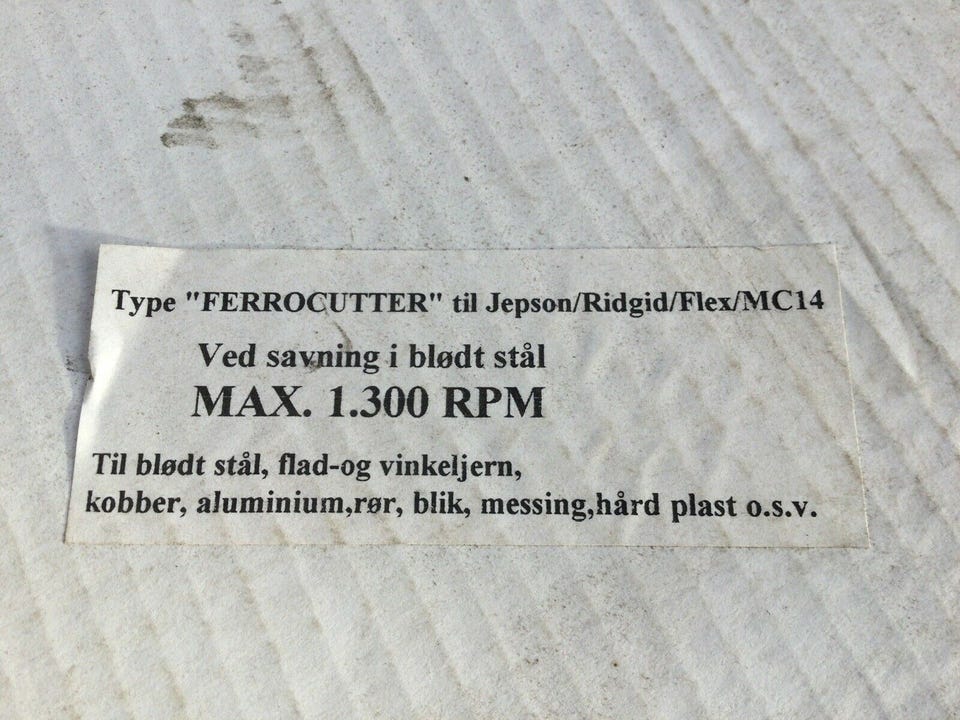 Type "FERROCUTTER" til Jepson/Ridgid/Flex/MC14
Ved savning i blødt stål
MAX. 1.300 RPM
Til blødt stål, flad-og vinkeljern,
kobber, aluminium,rør, blik, messing,hård plast o.s.v.